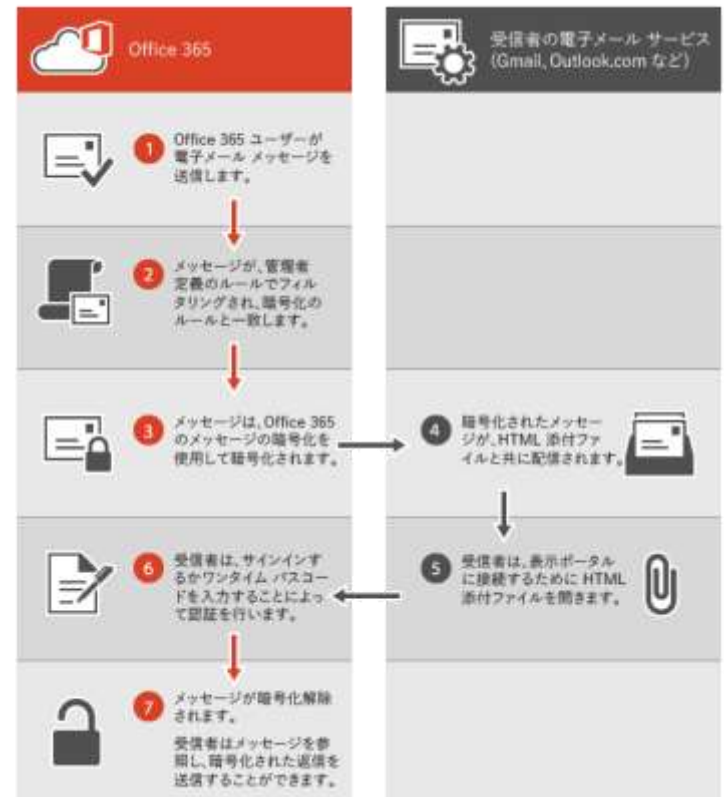 Office 365
受信者の電子メール サービス
(Gmail, Outlook.com など)
1
Office 365 ユーザーが
電子メール メッセージを
送信します。
2
メッセージが、管理者
定義のルールでフィル
タリングされ、暗号化の
ルールと一致します。
3
メッセージは、Office 365
のメッセージの暗号化を
使用して暗号化されます。
4
暗号化されたメッセー
ジが、HTML 添付ファ
イルと共に配信されます。
5
受信者は、表示ポータル
に接続するために HTML
添付ファイルを開きます。
6
受信者は、サインインす
るかワンタイム パスコー
ドを入力することによっ
て認証を行います。
7
メッセージが暗号化解除
されます。
受信者はメッセージを参
照し、暗号化された返信を
送信することができます。